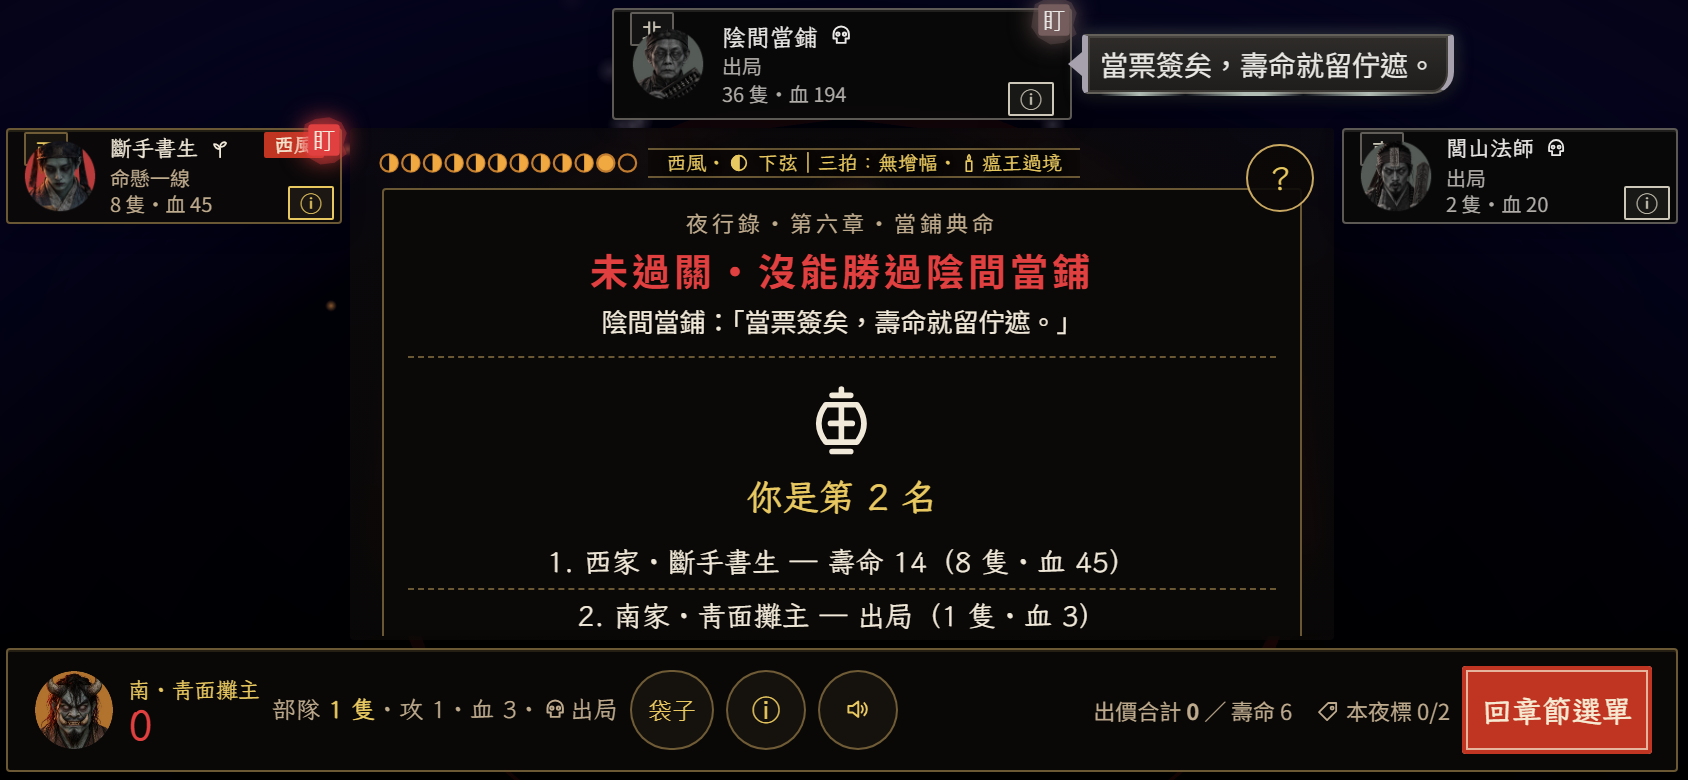 北
陰間當鋪
出局
36 隻・血 194
盯
當票簽矣，壽命就留佇遮。
斷手書生
西風
盯
命懸一線
8 隻・血 45
西風・下弦｜三拍：無增幅・瘟王過境
?
閭山法師
出局
2 隻・血 20
夜行錄・第六章・當鋪典命
未過關・沒能勝過陰間當鋪
陰間當鋪：「當票簽矣，壽命就留佇遮。」
你是第 2 名
1. 西家・斷手書生 — 壽命 14（8 隻・血 45）
2. 南家・青面攤主 — 出局（1 隻・血 3）
南・青面攤主
0
部隊 1 隻・攻 1・血 3・出局
袋子
出價合計 0 ／ 壽命 6
本夜標 0/2
回章節選單